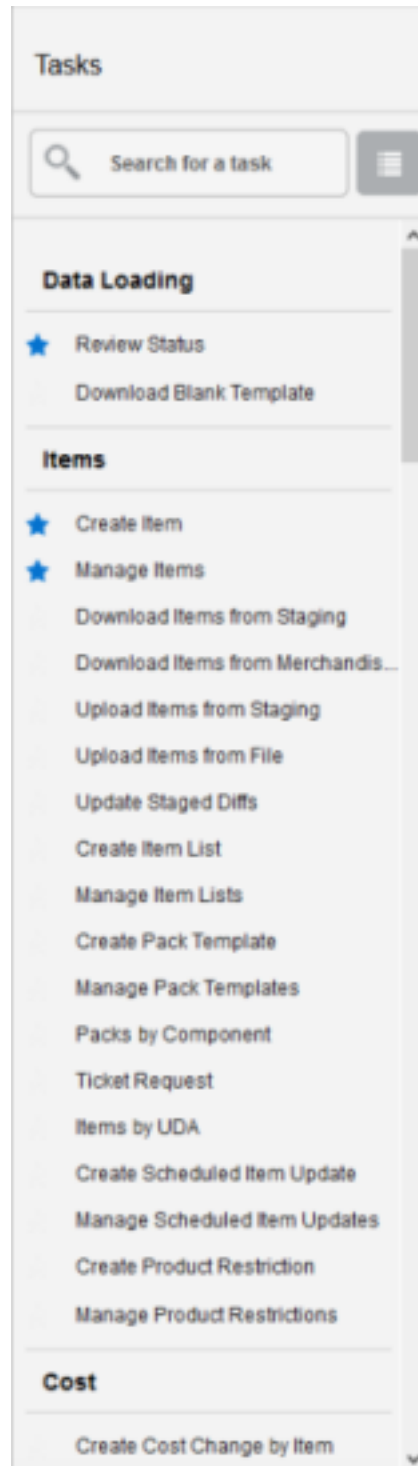 Tasks
Search for a task
Data Loading
Review Status
Download Blank Template
Items
Create Item
Manage Items
Download Items from Staging
Download Items from Merchandis...
Upload Items from Staging
Upload Items from File
Update Staged Diffs
Create Item List
Manage Item Lists
Create Pack Template
Manage Pack Templates
Packs by Component
Ticket Request
Items by UDA
Create Scheduled Item Update
Manage Scheduled Item Updates
Create Product Restriction
Manage Product Restrictions
Cost
Create Cost Change by Item